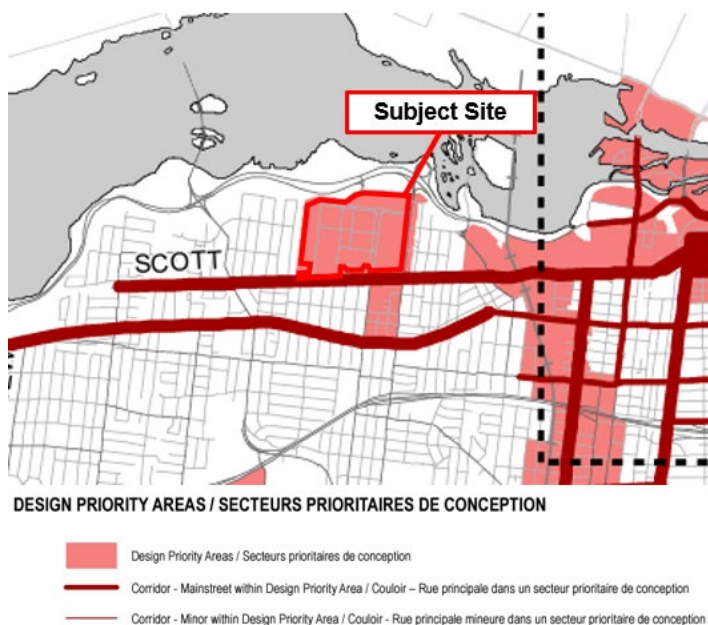 Subject Site
SCOTT
DESIGN PRIORITY AREAS / SECTEURS PRIORITAIRES DE CONCEPTION
Design Priority Areas / Secteurs prioritaires de conception
Corridor - Mainstreet within Design Priority Area / Couloir – Rue principale dans un secteur prioritaire de conception
Corridor - Minor within Design Priority Area / Couloir - Rue principale mineure dans un secteur prioritaire de conception